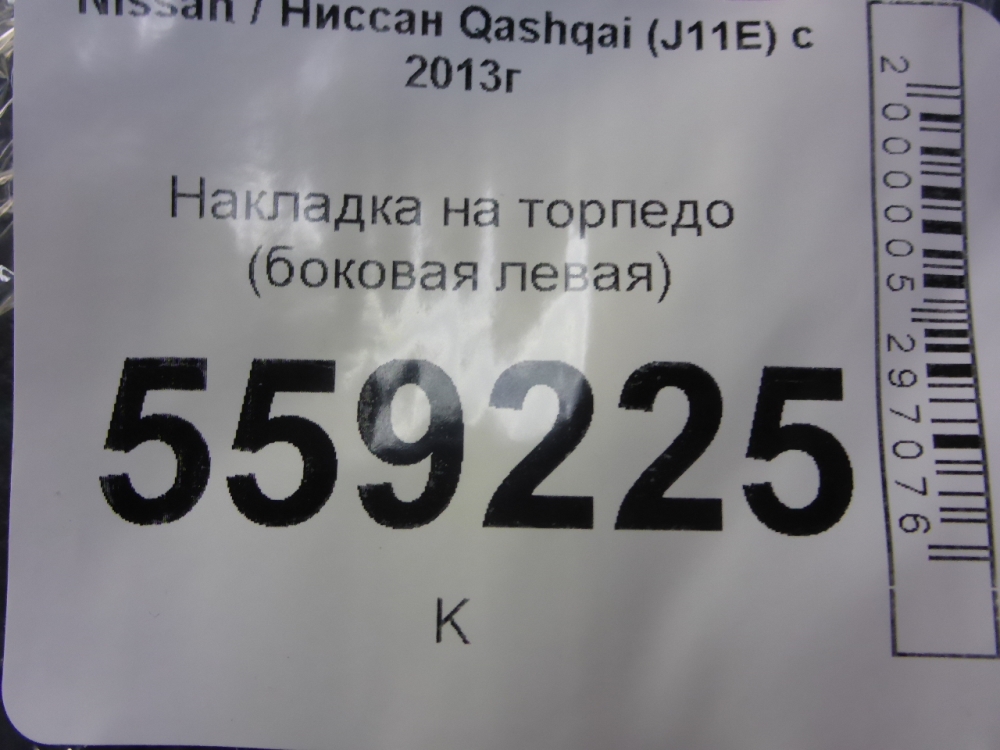 Nissan / Ниссан Qashqai (J11E) с
2013г
Накладка на торпедо
(боковая левая)
559225
К
2000005297076